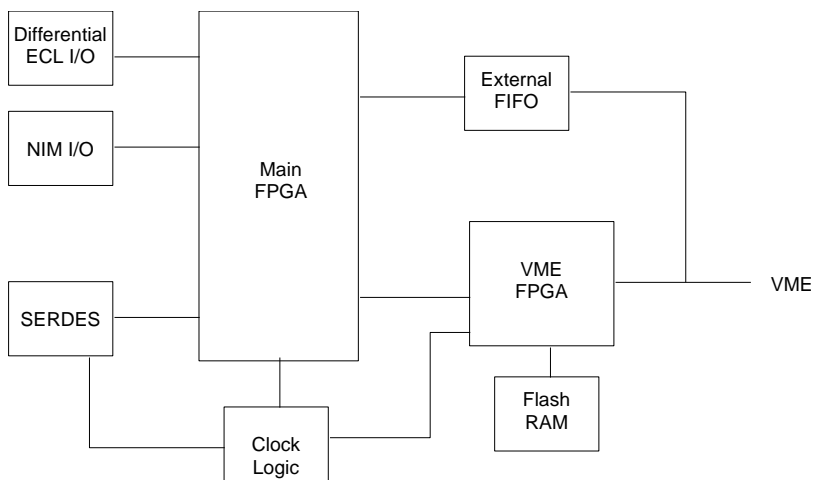 Differential
ECL I/O
NIM I/O
SERDES
Main
FPGA
External
FIFO
VME
FPGA
VME
Flash
RAM
Clock
Logic